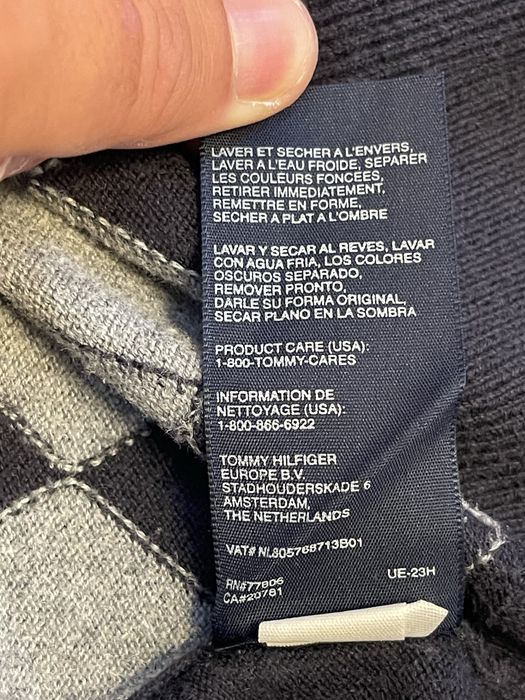 LAVER ET SECHER A L'ENVERS,
LAVER A L'EAU FROIDE, SEPARER
LES COULEURS FONCÉES,
RETIRER IMMEDIATEMENT,
REMETTRE EN FORME,
SECHER A PLAT A L'OMBRE
LAVAR Y SECAR AL REVES, LAVAR
CON AGUA FRIA, LOS COLORES
OSCUROS SEPARADO,
REMOVER PRONTO,
DARLE SU FORMA ORIGINAL,
SECAR PLANO EN LA SOMBRA
PRODUCT CARE (USA):
1-800-TOMMY-CARES
INFORMATION DE
NETTOYAGE (USA):
1-800-866-6922
TOMMY HILFIGER
EUROPE B.V.
STADHOUDERSKADE 6
AMSTERDAM,
THE NETHERLANDS
VAT# NL805768713B01
RN#77806
CA#20781
UE-23H